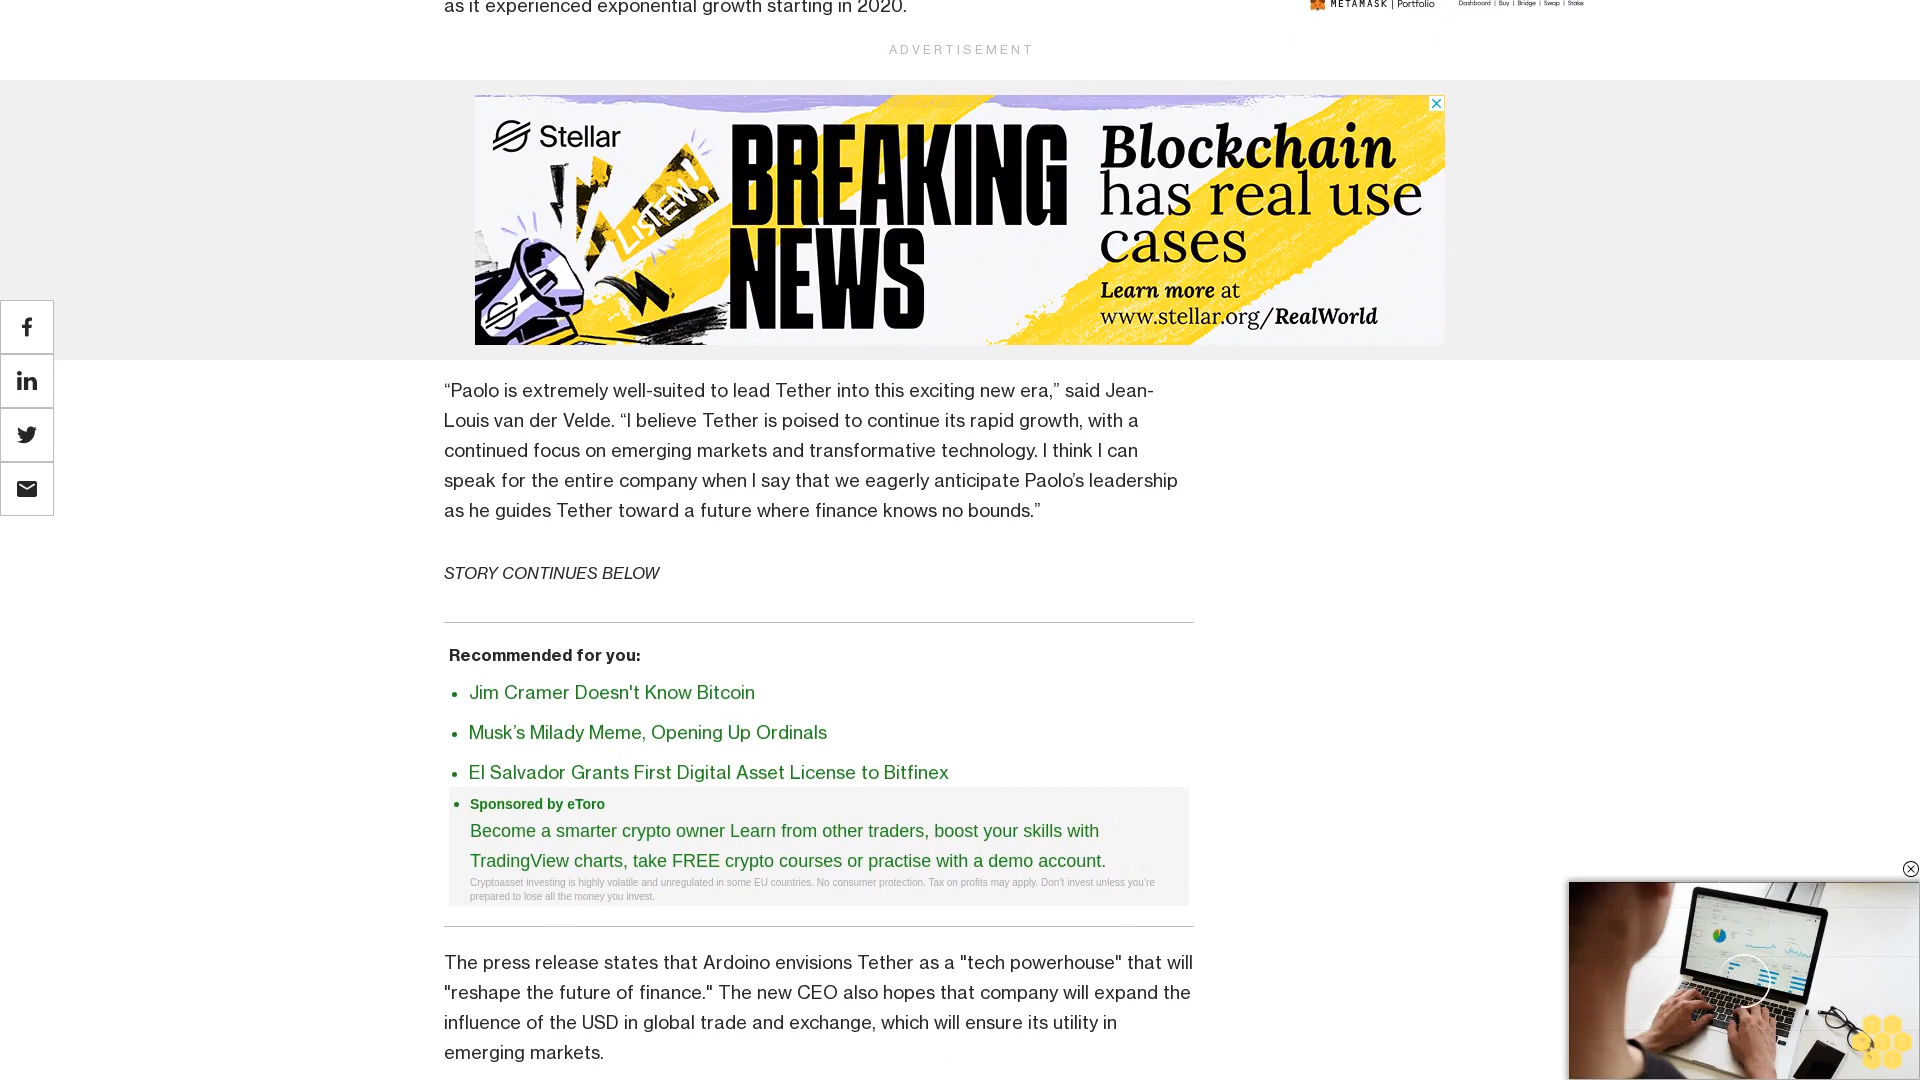 as it experienced exponential growth starting in 2020.
METAMASK | Portfolio
Dashboard | Buy | Bridge | Swap | Stake
ADVERTISEMENT
Stellar
LISTEN!
BREAKING
NEWS
Blockchain
has real use
cases
Learn more at
www.stellar.org/RealWorld
“Paolo is extremely well-suited to lead Tether into this exciting new era,” said Jean-
Louis van der Velde. “I believe Tether is poised to continue its rapid growth, with a
continued focus on emerging markets and transformative technology. I think I can
speak for the entire company when I say that we eagerly anticipate Paolo’s leadership
as he guides Tether toward a future where finance knows no bounds.”
STORY CONTINUES BELOW
Recommended for you:
• Jim Cramer Doesn't Know Bitcoin
• Musk’s Milady Meme, Opening Up Ordinals
• El Salvador Grants First Digital Asset License to Bitfinex
• Sponsored by eToro
Become a smarter crypto owner Learn from other traders, boost your skills with
TradingView charts, take FREE crypto courses or practise with a demo account.
Cryptoasset investing is highly volatile and unregulated in some EU countries. No consumer protection. Tax on profits may apply. Don’t invest unless you’re
prepared to lose all the money you invest.
The press release states that Ardoino envisions Tether as a "tech powerhouse" that will
"reshape the future of finance." The new CEO also hopes that company will expand the
influence of the USD in global trade and exchange, which will ensure its utility in
emerging markets.